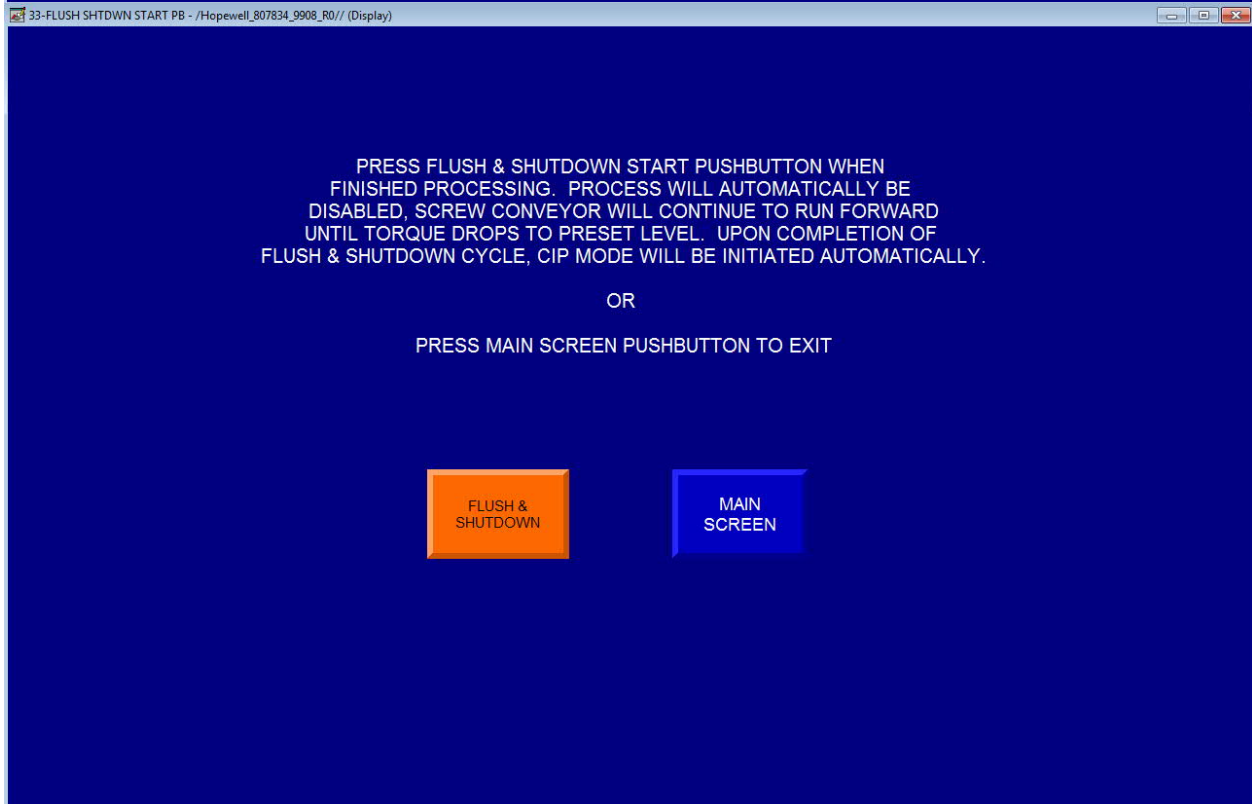 33-FLUSH SHTDWN START PB - /Hopewell_807834_9908_R0// (Display)
PRESS FLUSH & SHUTDOWN START PUSHBUTTON WHEN
FINISHED PROCESSING.  PROCESS WILL AUTOMATICALLY BE
DISABLED, SCREW CONVEYOR WILL CONTINUE TO RUN FORWARD
UNTIL TORQUE DROPS TO PRESET LEVEL.  UPON COMPLETION OF
FLUSH & SHUTDOWN CYCLE, CIP MODE WILL BE INITIATED AUTOMATICALLY.
OR
PRESS MAIN SCREEN PUSHBUTTON TO EXIT
FLUSH &
SHUTDOWN
MAIN
SCREEN